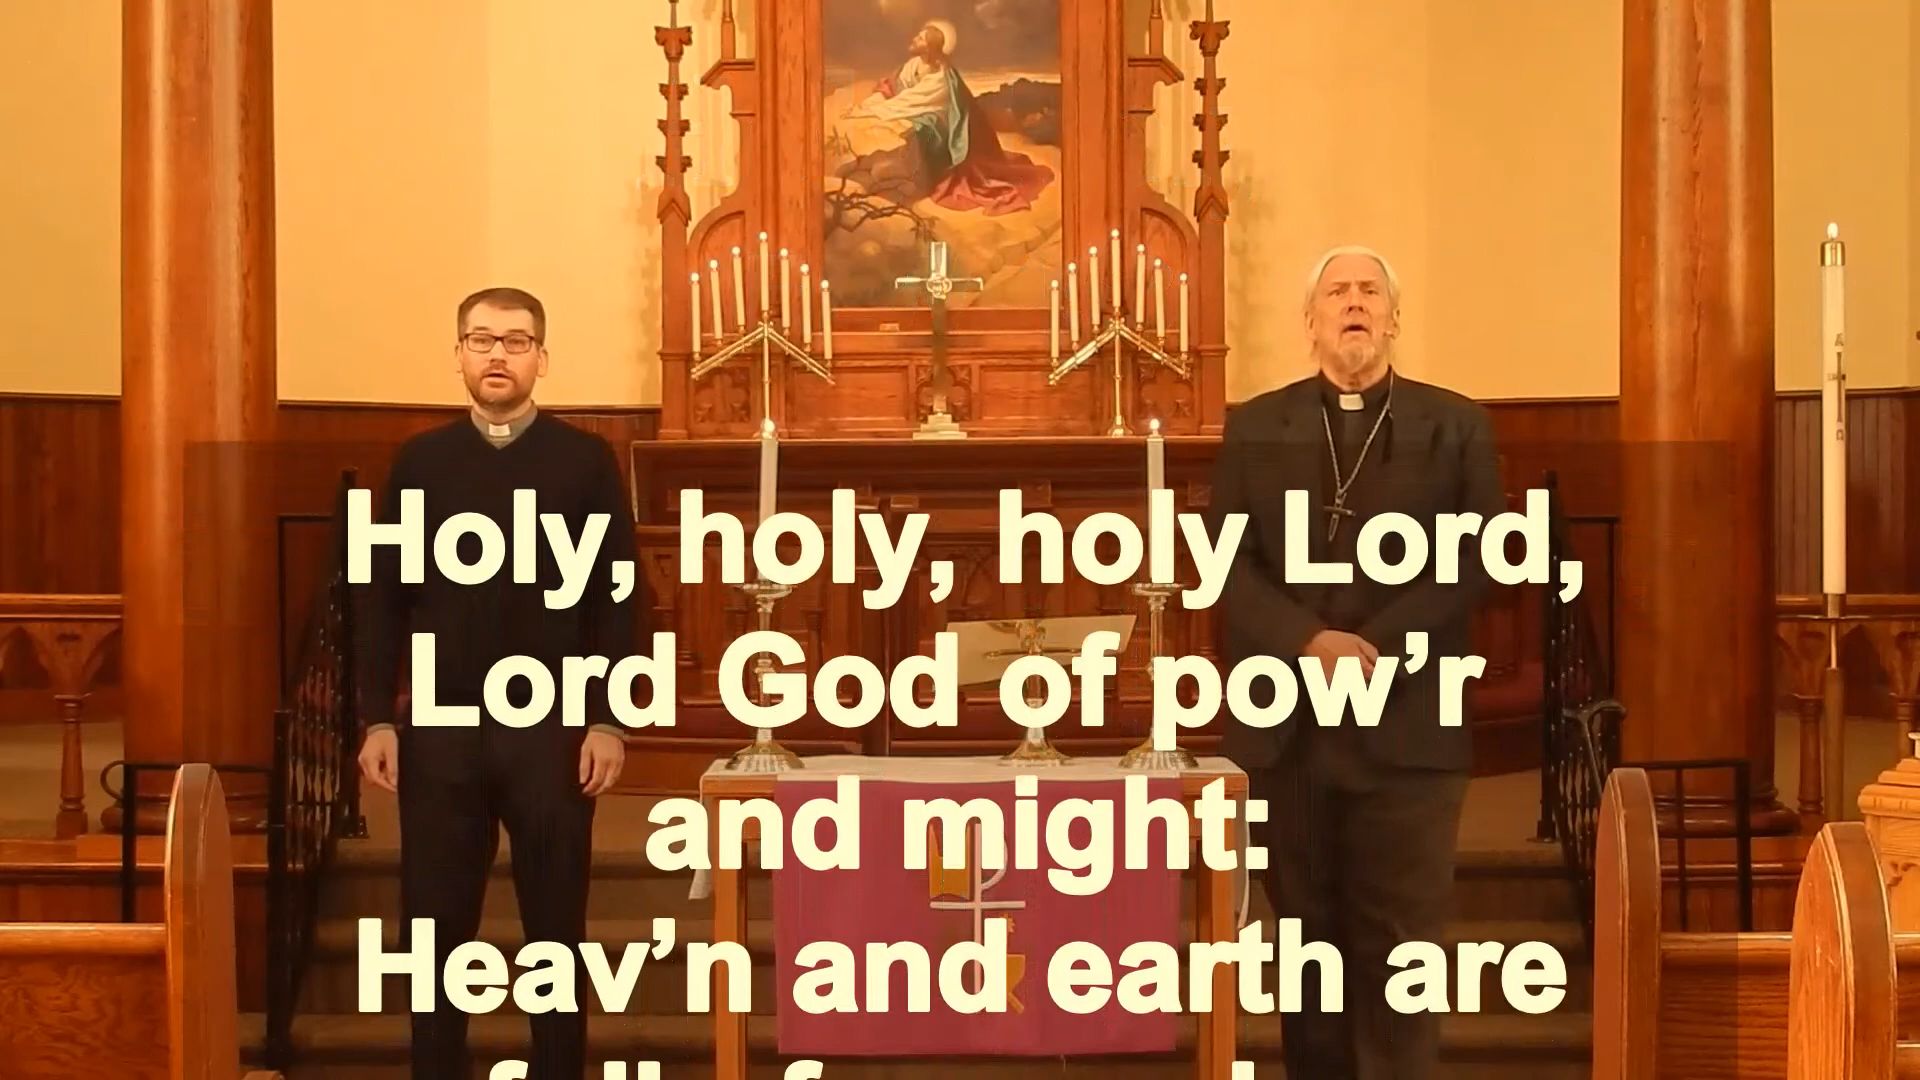 Holy, holy, holy Lord,
Lord God of pow’r
and might:
Heav’n and earth are